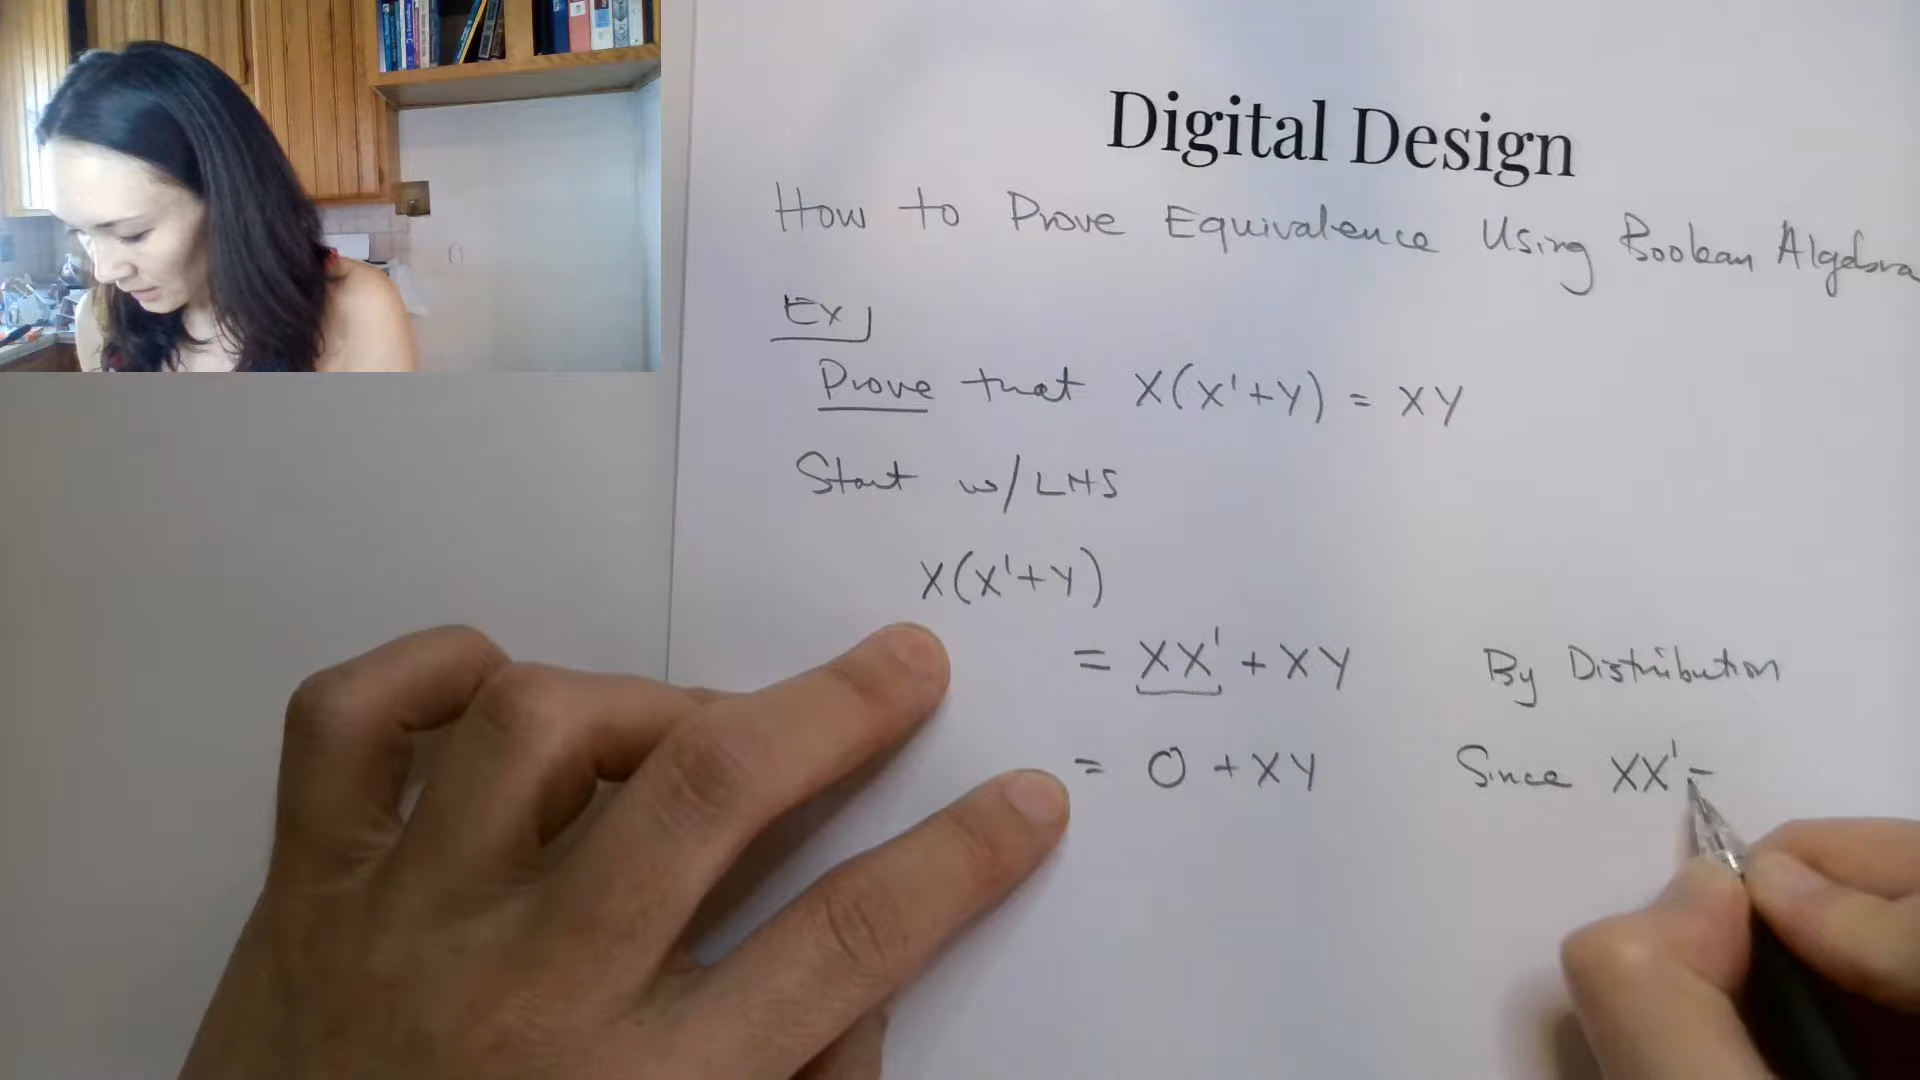 Digital Design
How to Prove Equivalence Using Boolean Algebra
Ex
Prove that X(X'+Y) = XY
Start w/ LHS
X(X'+Y)
= XX' + XY By Distribution
= 0 + XY Since XX' =